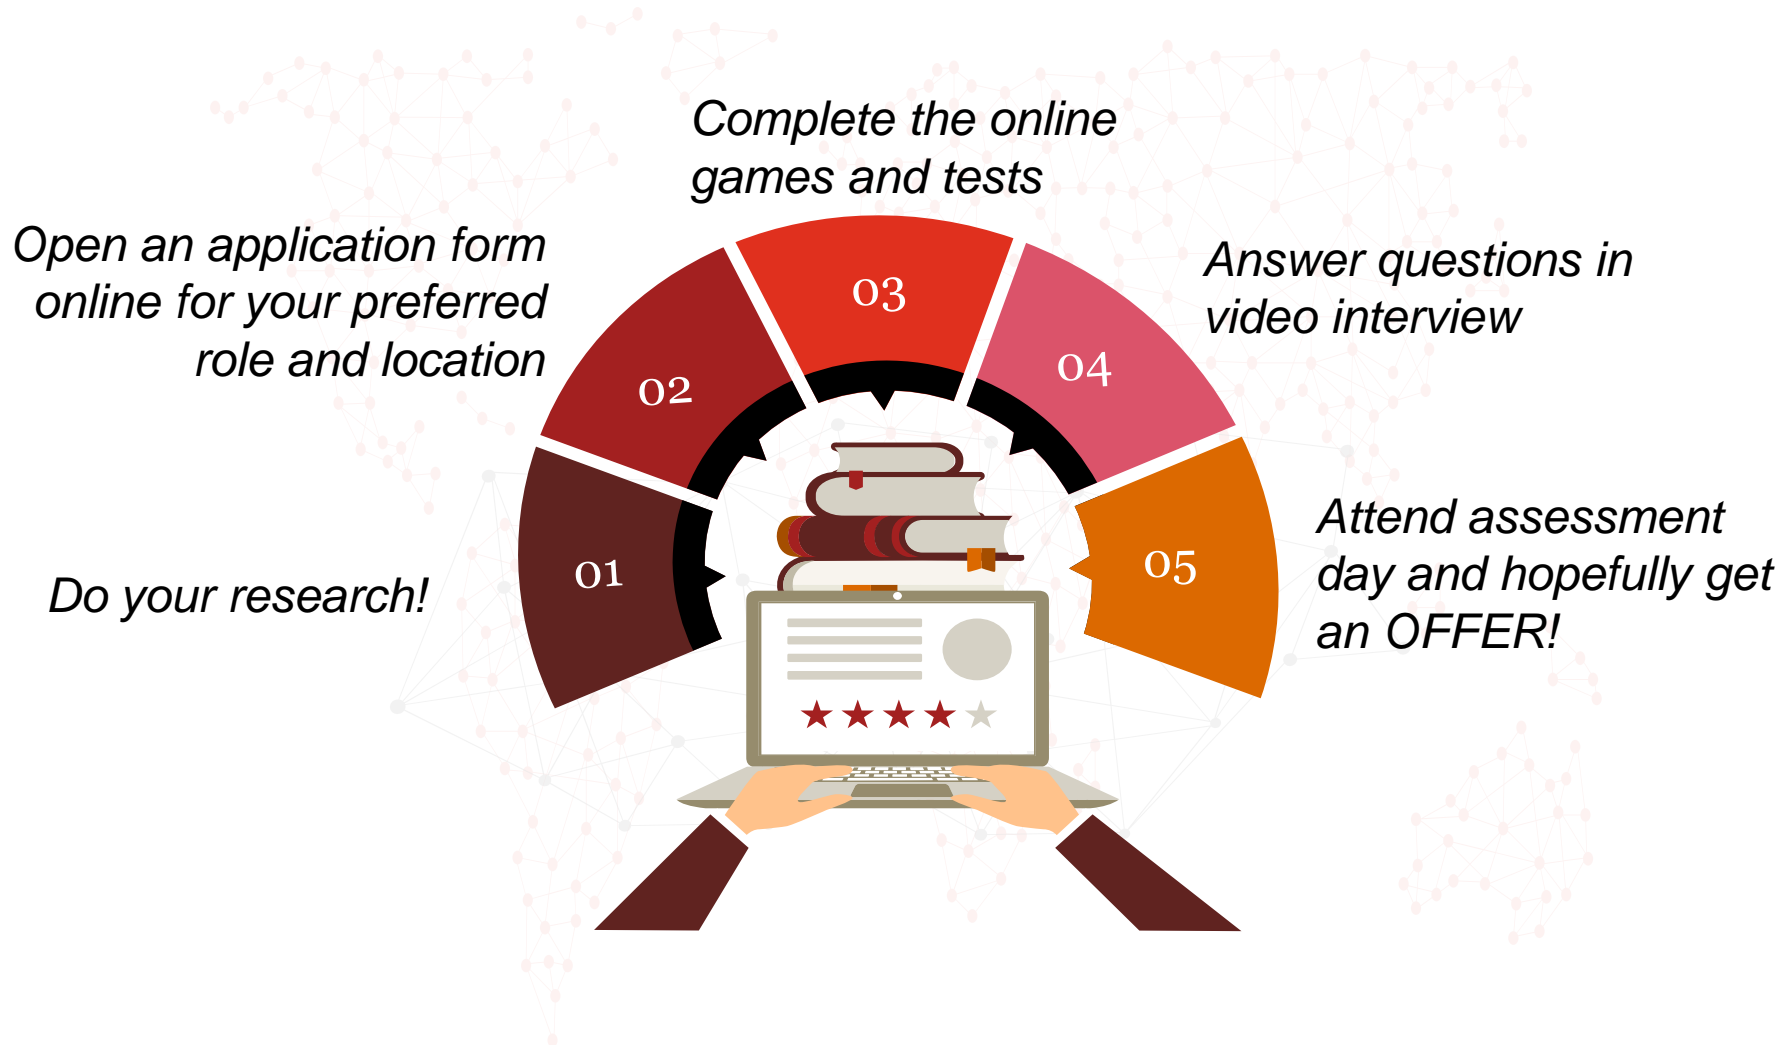 01
Do your research!
02
Open an application form
online for your preferred
role and location
03
Complete the online
games and tests
04
Answer questions in
video interview
05
Attend assessment
day and hopefully get
an OFFER!